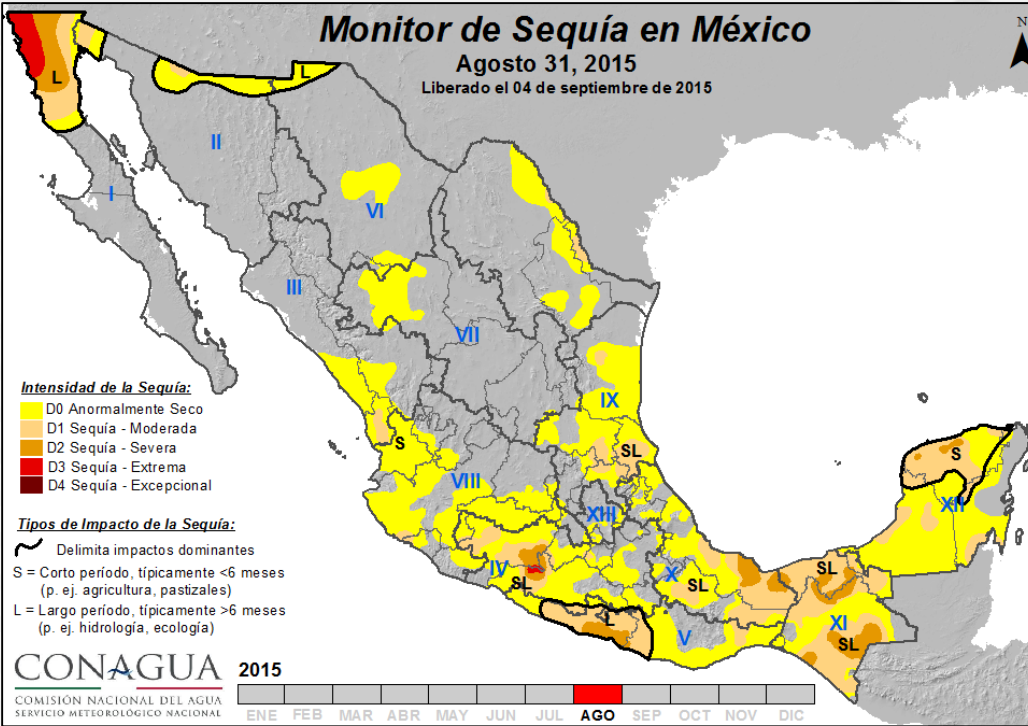 Monitor de Sequía en México
Agosto 31, 2015
Liberado el 04 de septiembre de 2015
N
L
L
II
I
VI
III
VII
IX
S
SL
VIII
XIII
IV
SL
L
X
SL
V
SL
XI
SL
S
XII
Intensidad de la Sequía:
D0 Anormalmente Seco
D1 Sequía - Moderada
D2 Sequía - Severa
D3 Sequía - Extrema
D4 Sequía - Excepcional
Tipos de Impacto de la Sequía:
Delimita impactos dominantes
S = Corto período, típicamente <6 meses
(p. ej. agricultura, pastizales)
L = Largo período, típicamente >6 meses
(p. ej. hidrología, ecología)
CONAGUA
COMISIÓN NACIONAL DEL AGUA
SERVICIO METEOROLÓGICO NACIONAL
2015
ENE FEB MAR ABR MAY JUN JUL AGO SEP OCT NOV DIC